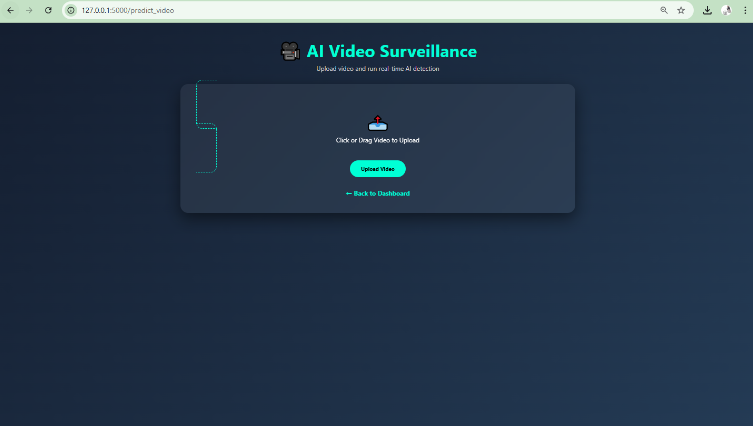 127.0.0.1:5000/predict_video
AI Video Surveillance
Upload video and run real-time AI detection
Click or Drag Video to Upload
Upload Video
← Back to Dashboard